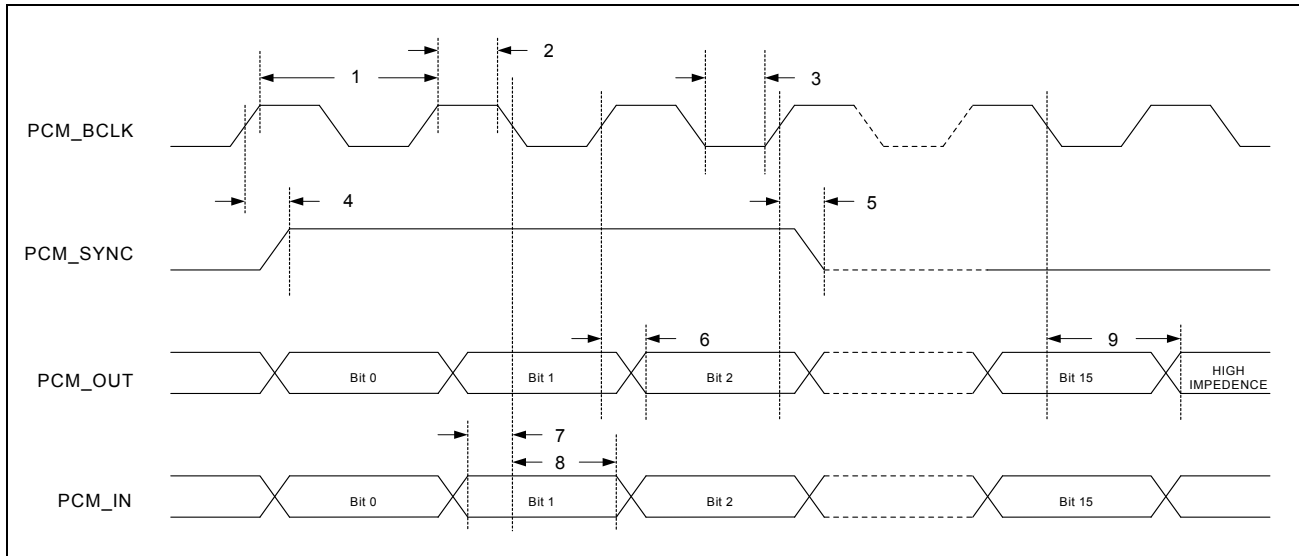 2
1
3
PCM_BCLK
4
5
PCM_SYNC
6
9
PCM_OUT
Bit 0
Bit 1
Bit 2
Bit 15
HIGH
IMPEDENCE
7
8
PCM_IN
Bit 0
Bit 1
Bit 2
Bit 15